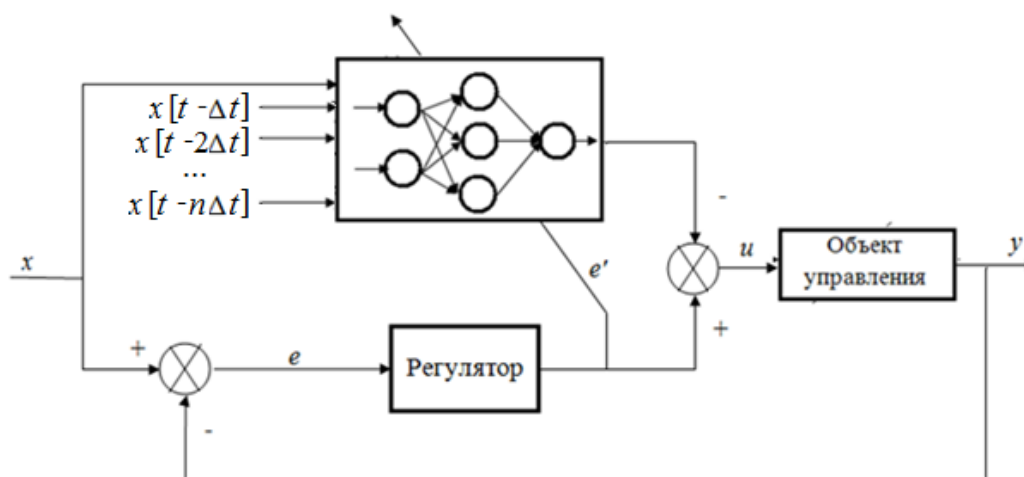 x[t -Δt]
x[t -2Δt]
...
x[t -nΔt]
-
x
e'
u
Объект
управления
y
+
+
e
Регулятор
-